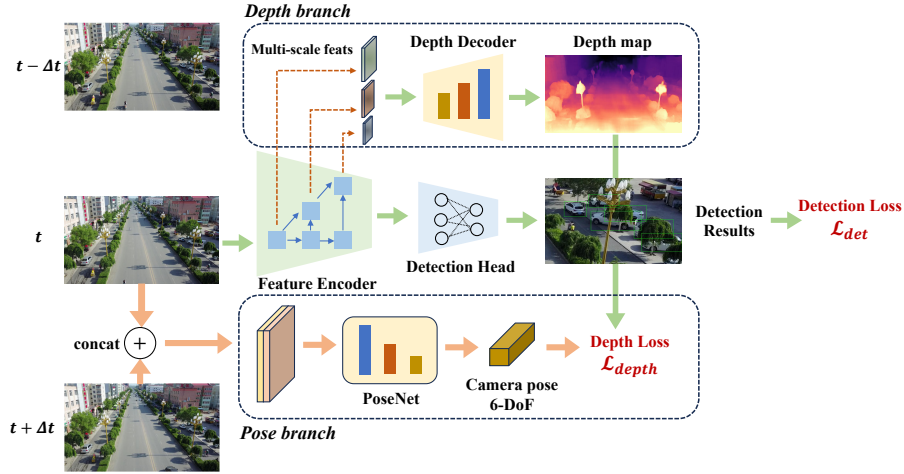 Depth branch
t − Δt
Multi-scale feats
Depth Decoder
Depth map
t
Feature Encoder
Detection Head
Detection
Results
Detection Loss
ℒdet
concat
+
PoseNet
Camera pose
6-DoF
Depth Loss
ℒdepth
t + Δt
Pose branch